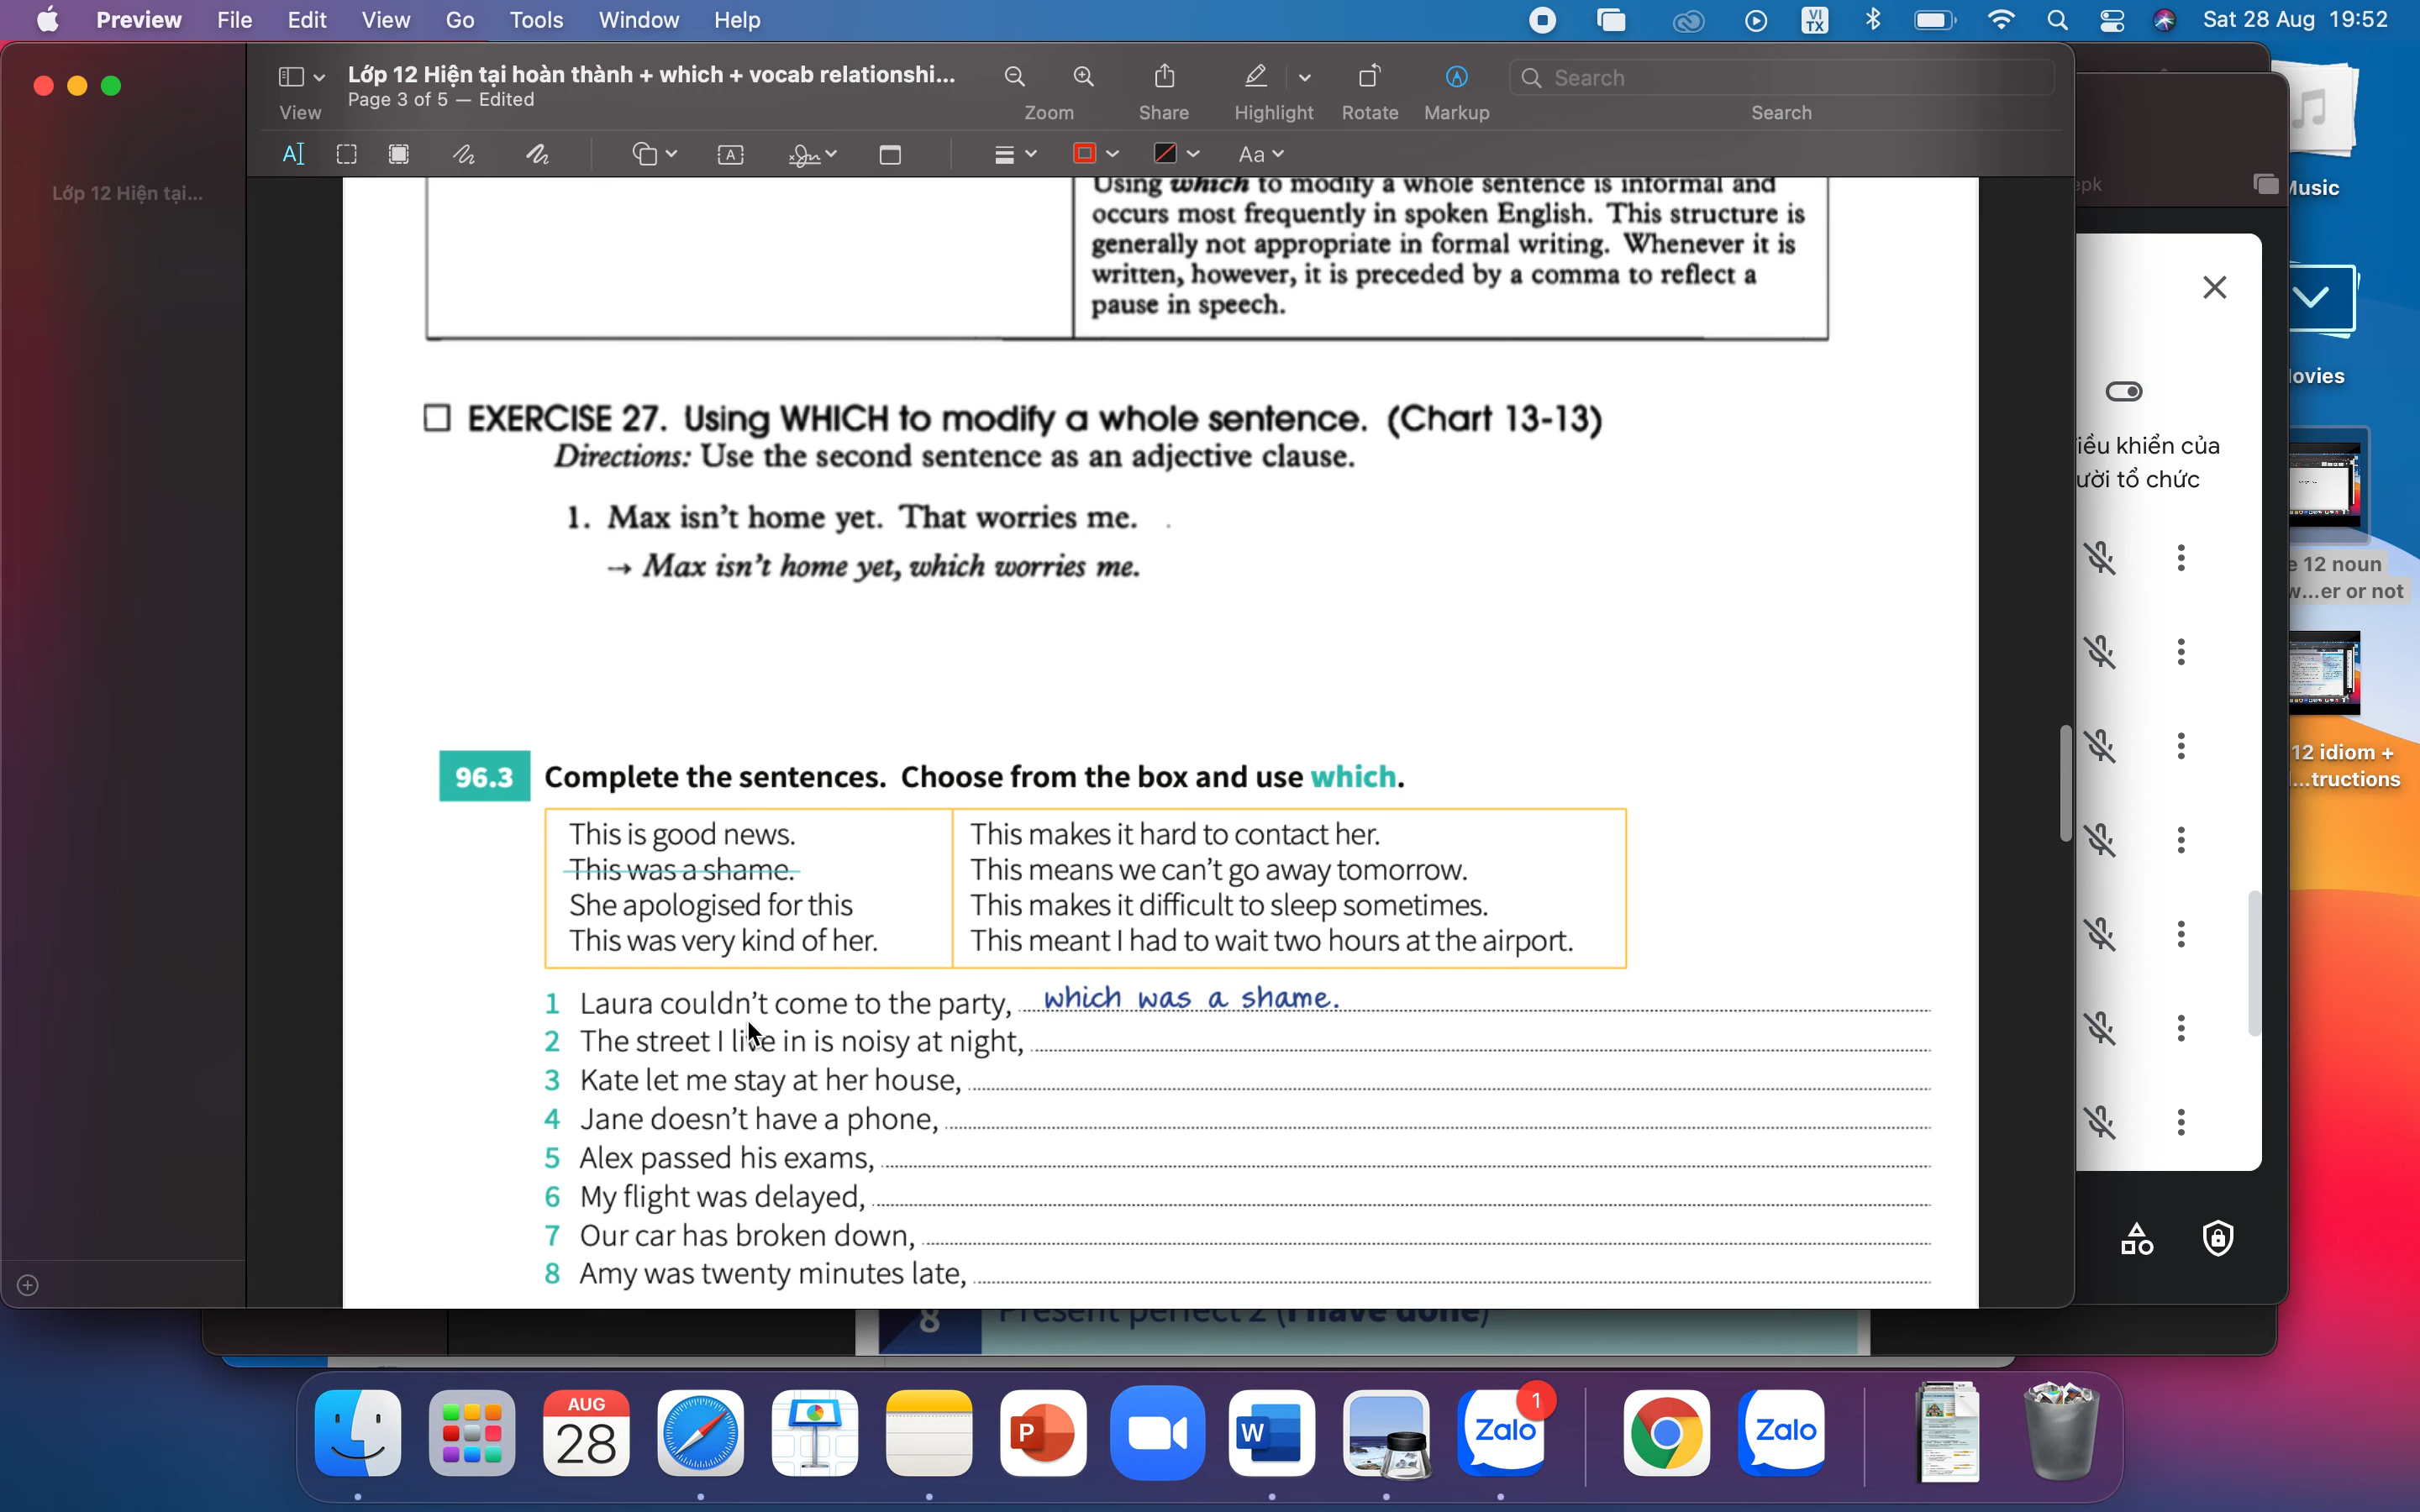 Preview File Edit View Go Tools Window Help
VI TX
Sat 28 Aug 19:52
Lớp 12 Hiện tại hoàn thành + which + vocab relationshi...
Page 3 of 5 — Edited
Search
View Zoom Share Highlight Rotate Markup Search
A A Aa
Lớp 12 Hiện tại...
Using which to modify a whole sentence is informal and
occurs most frequently in spoken English. This structure is
generally not appropriate in formal writing. Whenever it is
written, however, it is preceded by a comma to reflect a
pause in speech.
EXERCISE 27. Using WHICH to modify a whole sentence. (Chart 13-13)
Directions: Use the second sentence as an adjective clause.
1. Max isn't home yet. That worries me.
→ Max isn't home yet, which worries me.
96.3 Complete the sentences. Choose from the box and use which.
This is good news.
This was a shame.
She apologised for this
This was very kind of her.
This makes it hard to contact her.
This means we can't go away tomorrow.
This makes it difficult to sleep sometimes.
This meant I had to wait two hours at the airport.
1 Laura couldn't come to the party, which was a shame.
2 The street I live in is noisy at night,
3 Kate let me stay at her house,
4 Jane doesn't have a phone,
5 Alex passed his exams,
6 My flight was delayed,
7 Our car has broken down,
8 Amy was twenty minutes late,
8 Present perfect 2 (I have done)
epk
iều khiển của
ười tổ chức
Music
ovies
e 12 noun
w...er or not
12 idiom +
...tructions
AUG
28
P
W
Zalo
1
Zalo